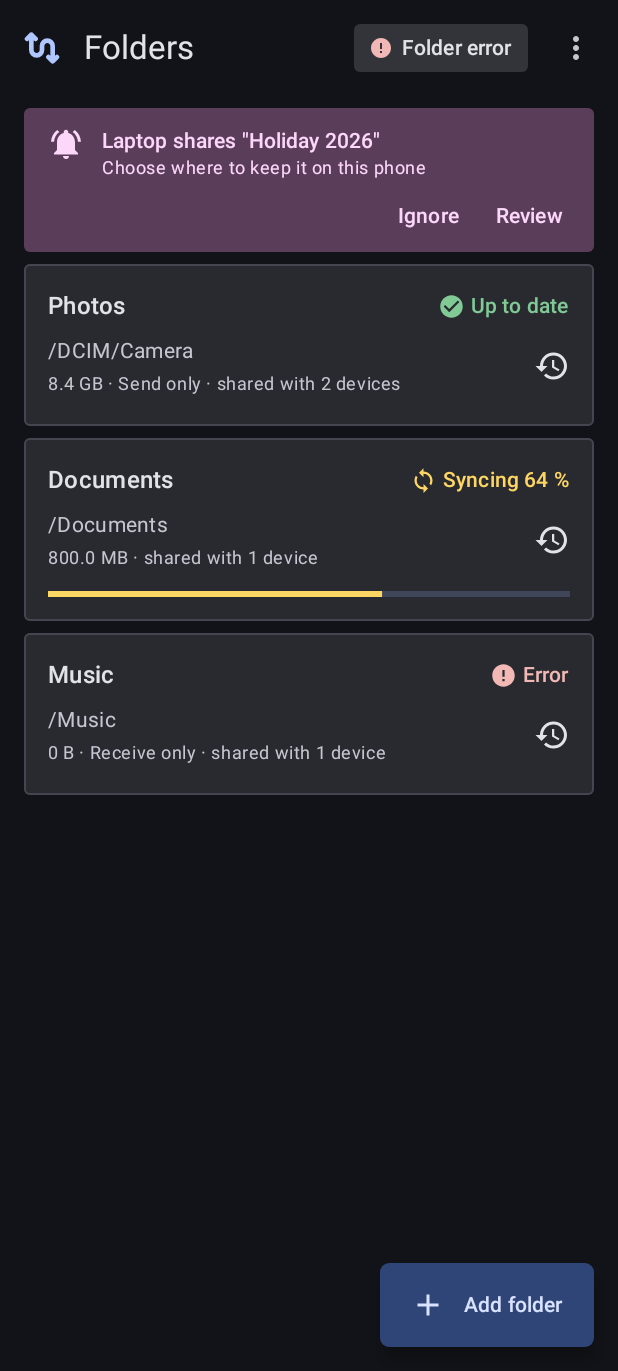 Folders
Folder error
Laptop shares "Holiday 2026"
Choose where to keep it on this phone
Ignore
Review
Photos
Up to date
/DCIM/Camera
8.4 GB · Send only · shared with 2 devices
Documents
Syncing 64 %
/Documents
800.0 MB · shared with 1 device
Music
Error
/Music
0 B · Receive only · shared with 1 device
Add folder